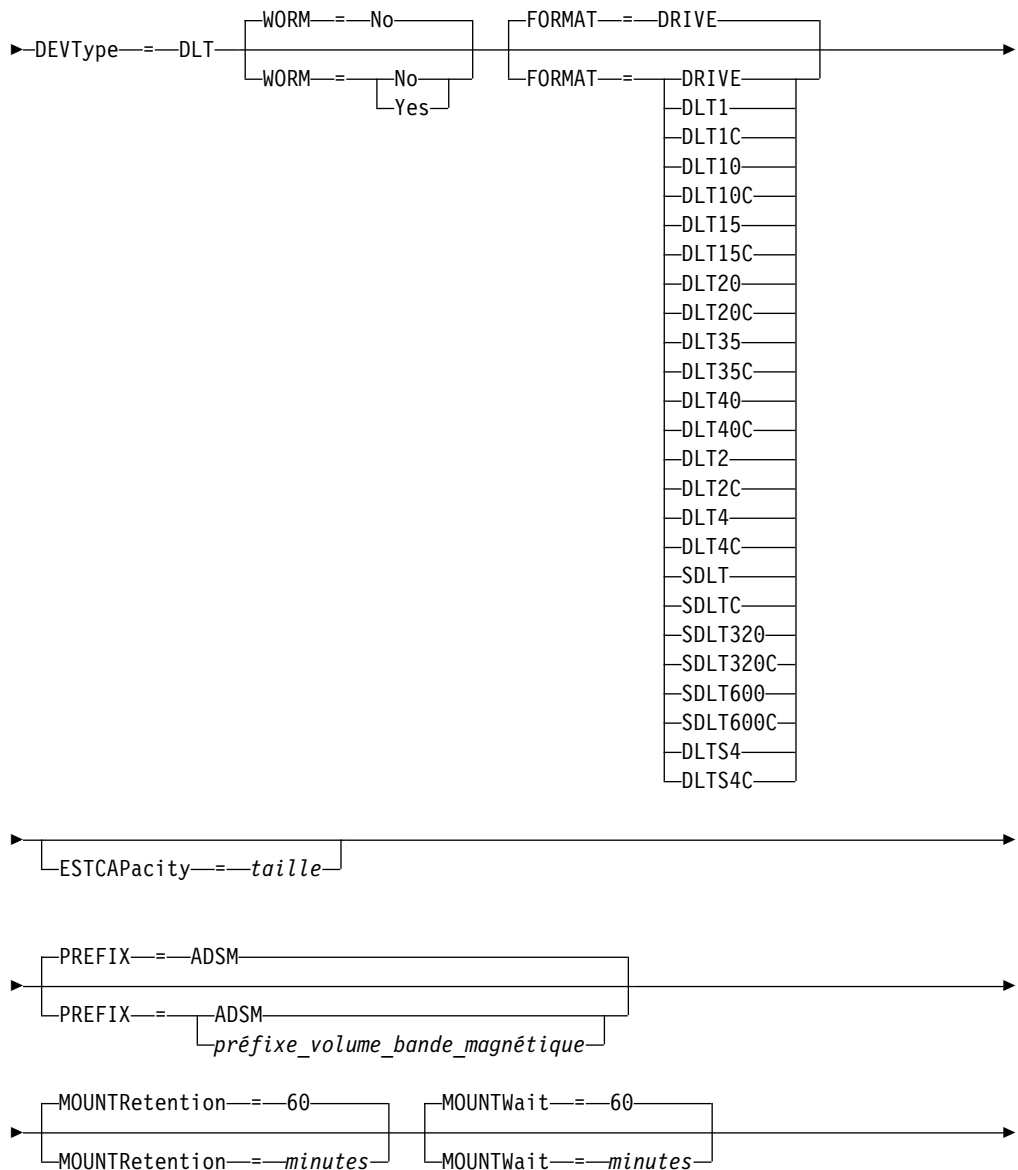 WORM = No FORMAT = DRIVE
DEVType = DLT
WORM = No FORMAT = DRIVE
Yes DLT1
DLT1C
DLT10
DLT10C
DLT15
DLT15C
DLT20
DLT20C
DLT35
DLT35C
DLT40
DLT40C
DLT2
DLT2C
DLT4
DLT4C
SDLT
SDLTC
SDLT320
SDLT320C
SDLT600
SDLT600C
DLTS4
DLTS4C
ESTCAPacity = taille
PREFIX = ADSM
PREFIX = ADSM
préfixe_volume_bande_magnétique
MOUNTRetention = 60 MOUNTWait = 60
MOUNTRetention = minutes MOUNTWait = minutes